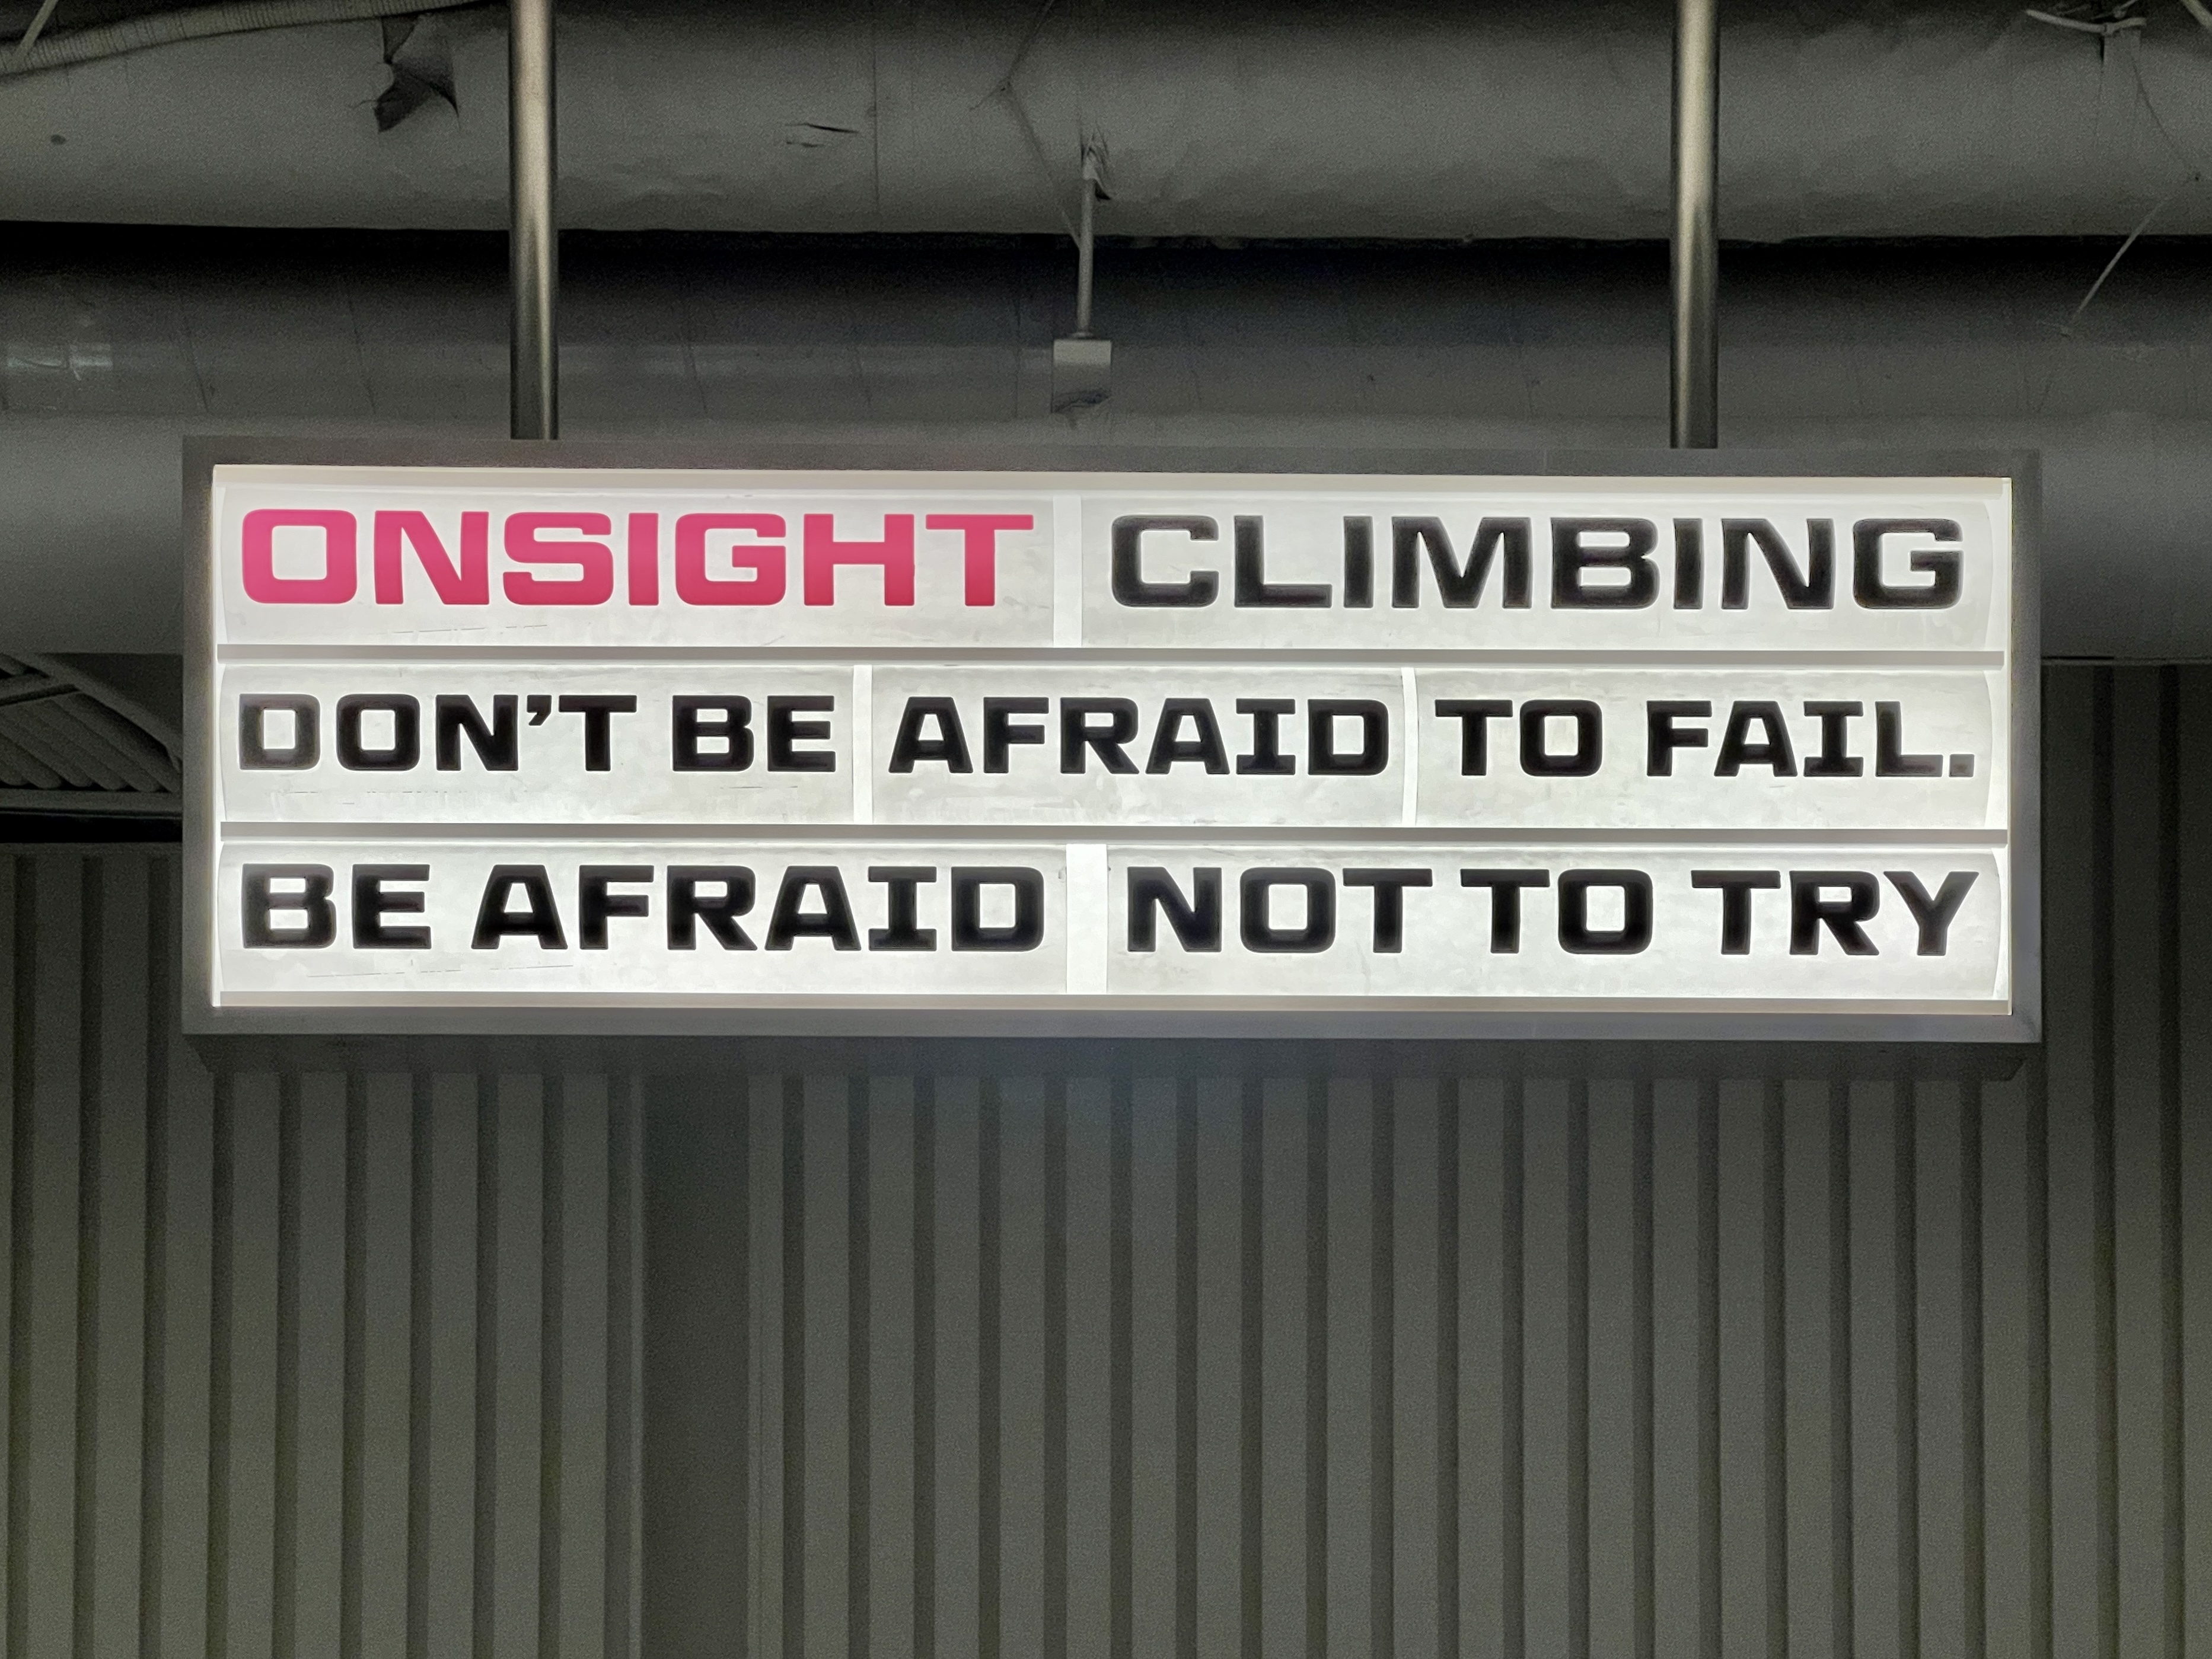 ONSIGHT CLIMBING
DON'T BE AFRAID TO FAIL.
BE AFRAID NOT TO TRY